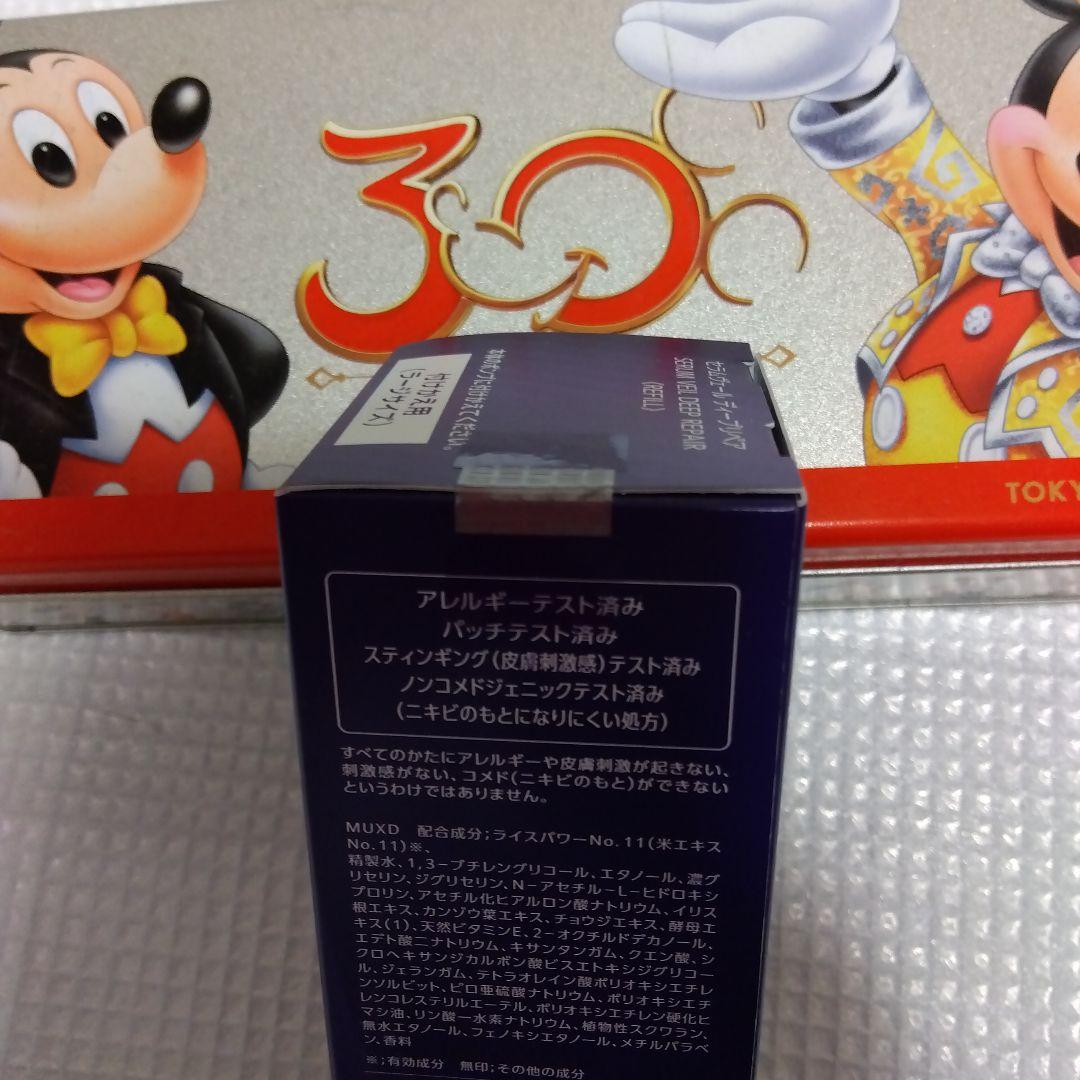 30
TOKY
セラムヴェール ディープリペア
SERUM VEIL DEEP REPAIR
(REFILL)
付けかえ用
(ラージサイズ)
アレルギーテスト済み
パッチテスト済み
スティンギング(皮膚刺激感)テスト済み
ノンコメドジェニックテスト済み
(ニキビのもとになりにくい処方)
すべてのかたにアレルギーや皮膚刺激が起きない、
刺激感がない、コメド(ニキビのもと)ができない
というわけではありません。
MUXD 配合成分;ライスパワーNo.11(米エキス
No.11)※、
精製水、1,3-ブチレングリコール、エタノール、濃グ
リセリン、ジグリセリン、N-アセチル-L-ヒドロキシ
プロリン、アセチル化ヒアルロン酸ナトリウム、イリス
根エキス、カンゾウ葉エキス、チョウジエキス、酵母エ
キス(1)、天然ビタミンE、2-オクチルドデカノール、
エデト酸二ナトリウム、キサンタンガム、クエン酸、シ
クロヘキサンジカルボン酸ビスエトキシジグリコー
ル、ジェランガム、テトラオレイン酸ポリオキシエチレ
ンソルビット、ピロ亜硫酸ナトリウム、ポリオキシエチ
レンコレステリルエーテル、ポリオキシエチレン硬化ヒ
マシ油、リン酸一水素ナトリウム、植物性スクワラン、
無水エタノール、フェノキシエタノール、メチルパラベ
ン、香料
※;有効成分 無印;その他の成分